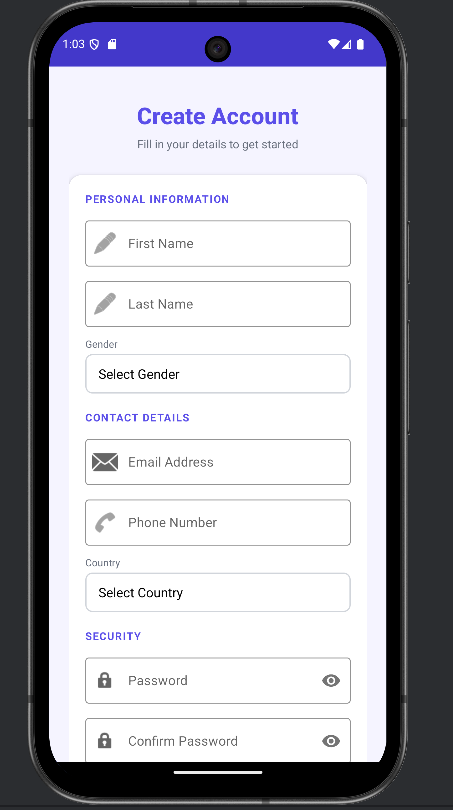 1:03
Create Account
Fill in your details to get started
PERSONAL INFORMATION
First Name
Last Name
Gender
Select Gender
CONTACT DETAILS
Email Address
Phone Number
Country
Select Country
SECURITY
Password
Confirm Password